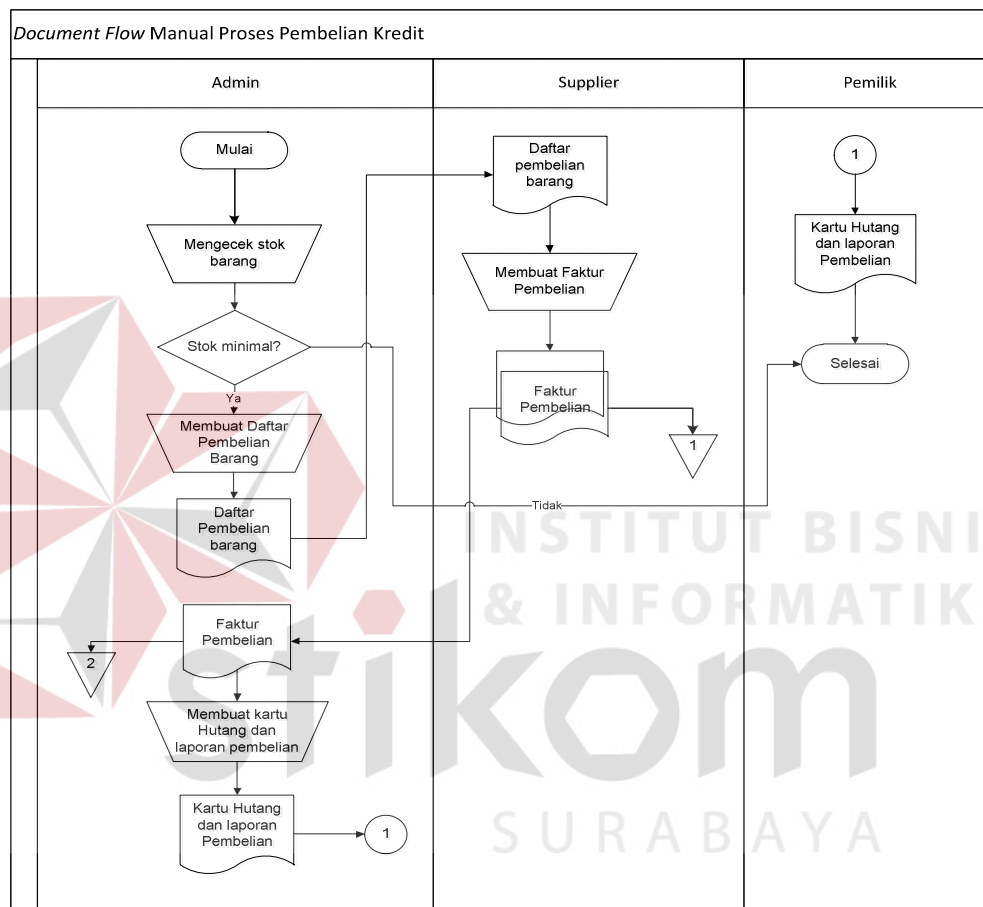 Document Flow Manual Proses Pembelian Kredit
Admin
Supplier
Pemilik
Mulai
Mengecek stok
barang
Stok minimal?
Ya
Membuat Daftar
Pembelian
Barang
Daftar
Pembelian
barang
Faktur
Pembelian
2
Membuat kartu
Hutang dan
laporan pembelian
Kartu Hutang
dan laporan
Pembelian
1
Daftar
pembelian
barang
Membuat Faktur
Pembelian
Faktur
Pembelian
1
Tidak
1
Kartu Hutang
dan laporan
Pembelian
Selesai
INSTITUT BISNI
& INFORMATIK
stikom
SURABAYA